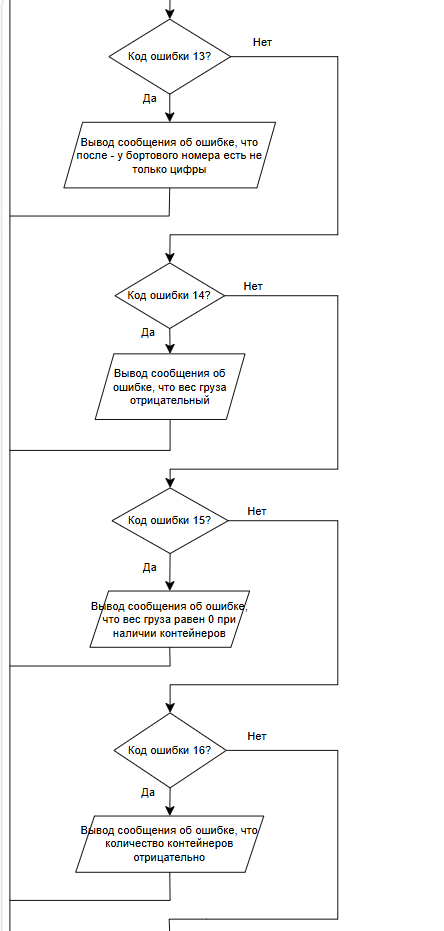 Нет
Код ошибки 13?
Да
Вывод сообщения об ошибке, что
после - у бортового номера есть не
только цифры
Нет
Код ошибки 14?
Да
Вывод сообщения об
ошибке, что вес груза
отрицательный
Нет
Код ошибки 15?
Да
Вывод сообщения об ошибке,
что вес груза равен 0 при
наличии контейнеров
Нет
Код ошибки 16?
Да
Вывод сообщения об ошибке, что
количество контейнеров
отрицательно